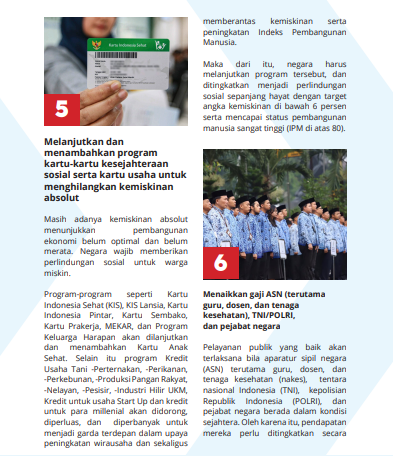 Kartu Indonesia Sehat
5
Melanjutkan dan
menambahkan program
kartu-kartu kesejahteraan
sosial serta kartu usaha untuk
menghilangkan kemiskinan
absolut
Masih adanya kemiskinan absolut
menunjukkan pembangunan
ekonomi belum optimal dan belum
merata. Negara wajib memberikan
perlindungan sosial untuk warga
miskin.
Program-program seperti Kartu
Indonesia Sehat (KIS), KIS Lansia, Kartu
Indonesia Pintar, Kartu Sembako,
Kartu Prakerja, MEKAR, dan Program
Keluarga Harapan akan dilanjutkan
dan menambahkan Kartu Anak
Sehat. Selain itu program Kredit
Usaha Tani -Perternakan, -Perikanan,
-Perkebunan, -Produksi Pangan Rakyat,
-Nelayan, -Pesisir, -Industri Hilir UKM,
Kredit untuk usaha Start Up dan kredit
untuk para millenial akan didorong,
diperluas, dan diperbanyak untuk
menjadi garda terdepan dalam upaya
peningkatan wirausaha dan sekaligus
memberantas kemiskinan serta
peningkatan Indeks Pembangunan
Manusia.
Maka dari itu, negara harus
melanjutkan program tersebut, dan
ditingkatkan menjadi perlindungan
sosial sepanjang hayat dengan target
angka kemiskinan di bawah 6 persen
serta mencapai status pembangunan
manusia sangat tinggi (IPM di atas 80).
6
Menaikkan gaji ASN (terutama
guru, dosen, dan tenaga
kesehatan), TNI/POLRI,
dan pejabat negara
Pelayanan publik yang baik akan
terlaksana bila aparatur sipil negara
(ASN) terutama guru, dosen, dan
tenaga kesehatan (nakes), tentara
nasional Indonesia (TNI), kepolisian
Republik Indonesia (POLRI), dan
pejabat negara berada dalam kondisi
sejahtera. Oleh karena itu, pendapatan
mereka perlu ditingkatkan secara